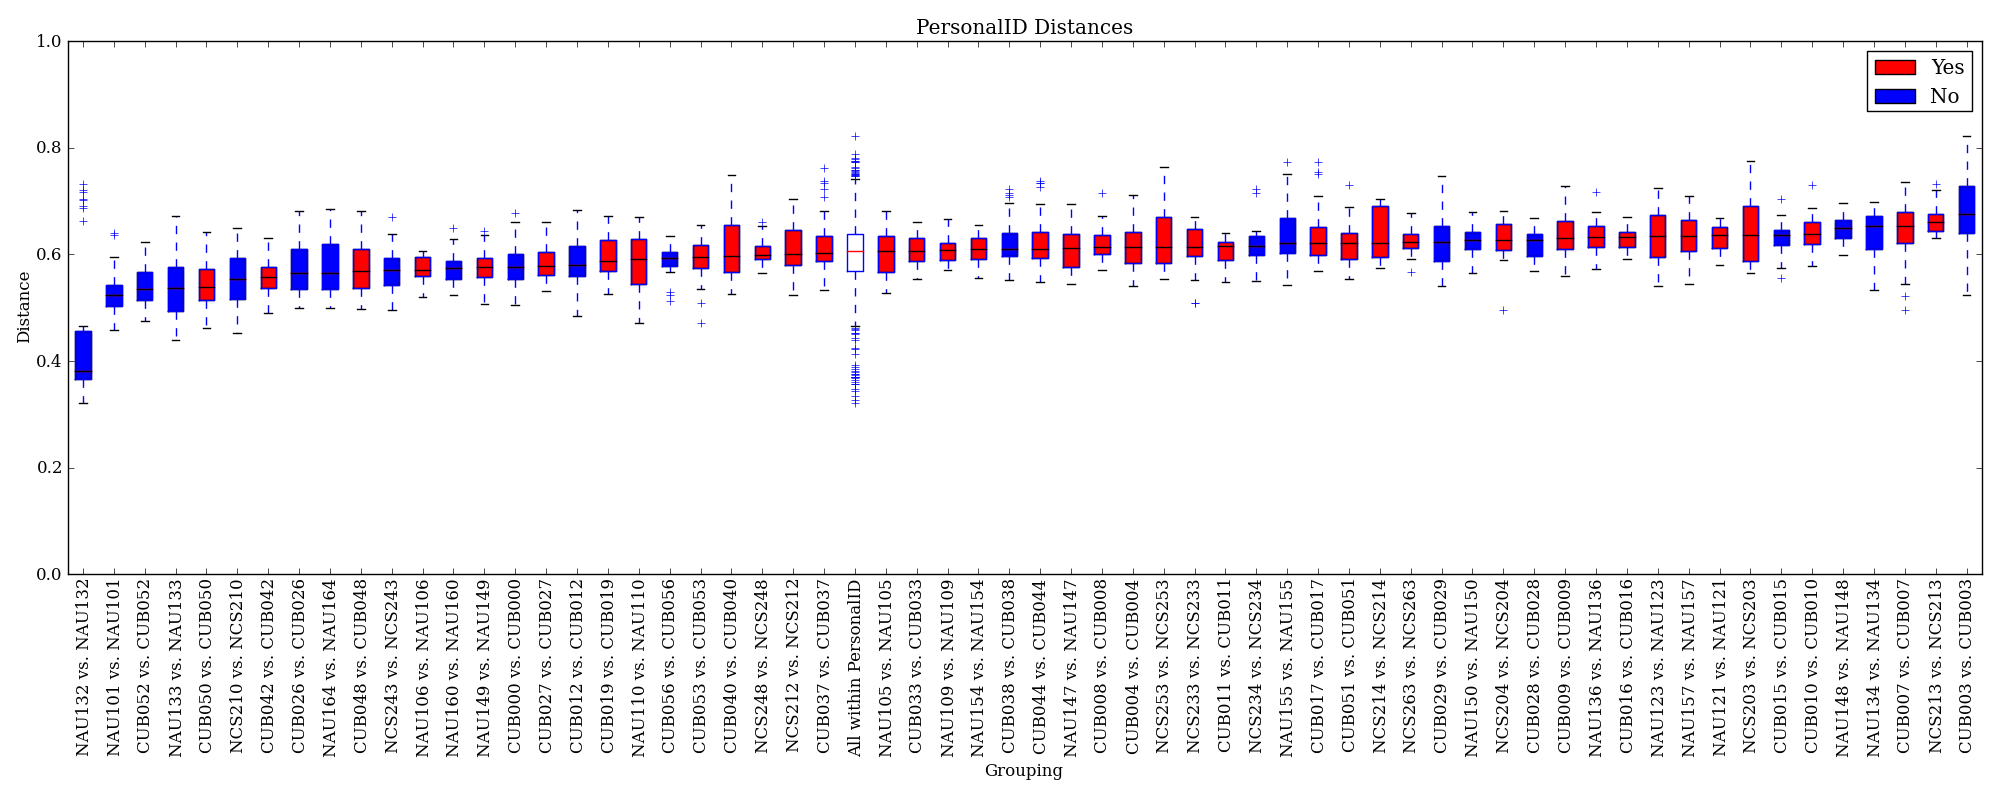 PersonalID Distances
1.0
0.8
0.6
0.4
0.2
0.0
Distance
Yes
No
NAU132 vs. NAU132
NAU101 vs. NAU101
CUB052 vs. CUB052
NAU133 vs. NAU133
CUB050 vs. CUB050
NCS210 vs. NCS210
CUB042 vs. CUB042
CUB026 vs. CUB026
NAU164 vs. NAU164
CUB048 vs. CUB048
NCS243 vs. NCS243
NAU106 vs. NAU106
NAU160 vs. NAU160
NAU149 vs. NAU149
CUB000 vs. CUB000
CUB027 vs. CUB027
CUB012 vs. CUB012
CUB019 vs. CUB019
NAU110 vs. NAU110
CUB056 vs. CUB056
CUB053 vs. CUB053
CUB040 vs. CUB040
NCS248 vs. NCS248
NCS212 vs. NCS212
CUB037 vs. CUB037
All within PersonalID
NAU105 vs. NAU105
CUB033 vs. CUB033
NAU109 vs. NAU109
NAU154 vs. NAU154
CUB038 vs. CUB038
CUB044 vs. CUB044
NAU147 vs. NAU147
CUB008 vs. CUB008
CUB004 vs. CUB004
NCS253 vs. NCS253
NCS233 vs. NCS233
CUB011 vs. CUB011
NCS234 vs. NCS234
NAU155 vs. NAU155
CUB017 vs. CUB017
CUB051 vs. CUB051
NCS214 vs. NCS214
NCS263 vs. NCS263
CUB029 vs. CUB029
NAU150 vs. NAU150
NCS204 vs. NCS204
CUB028 vs. CUB028
CUB009 vs. CUB009
NAU136 vs. NAU136
CUB016 vs. CUB016
NAU123 vs. NAU123
NAU157 vs. NAU157
NAU121 vs. NAU121
NCS203 vs. NCS203
CUB015 vs. CUB015
CUB010 vs. CUB010
NAU148 vs. NAU148
NAU134 vs. NAU134
CUB007 vs. CUB007
NCS213 vs. NCS213
CUB003 vs. CUB003
Grouping